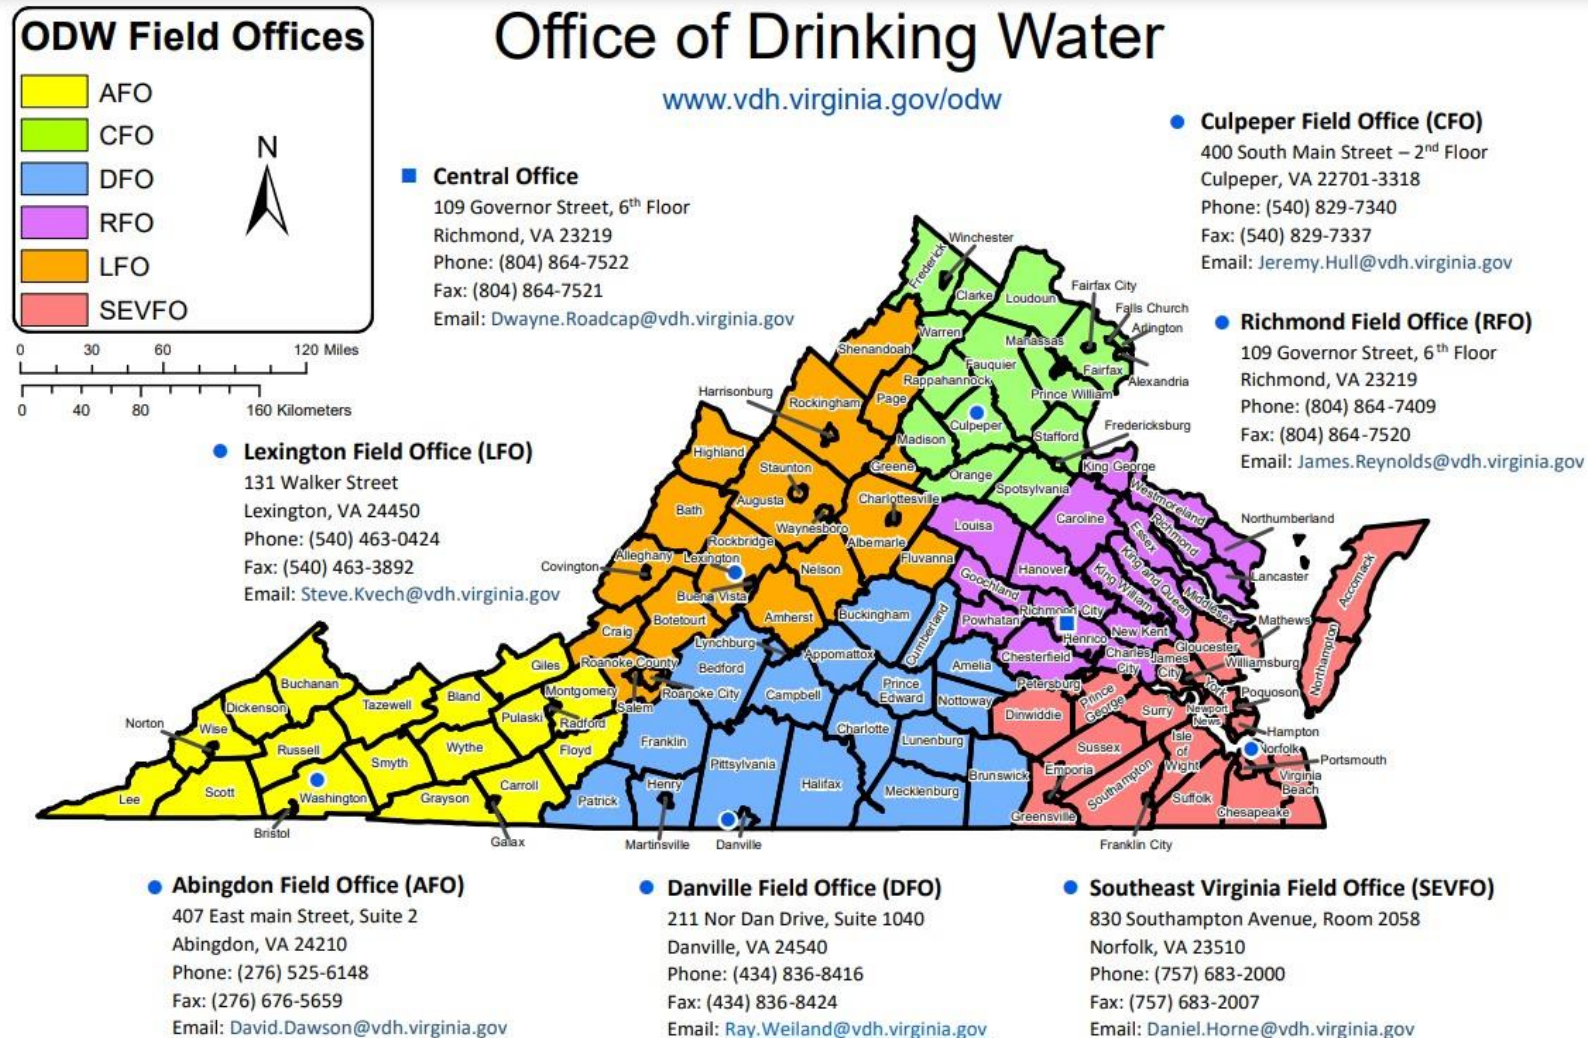 ODW Field Offices
AFO
CFO
DFO
RFO
LFO
SEVFO
N
0 30 60 120 Miles
0 40 80 160 Kilometers
Office of Drinking Water
www.vdh.virginia.gov/odw
Central Office
109 Governor Street, 6th Floor
Richmond, VA 23219
Phone: (804) 864-7522
Fax: (804) 864-7521
Email: Dwayne.Roadcap@vdh.virginia.gov
Culpeper Field Office (CFO)
400 South Main Street – 2nd Floor
Culpeper, VA 22701-3318
Phone: (540) 829-7340
Fax: (540) 829-7337
Email: Jeremy.Hull@vdh.virginia.gov
Richmond Field Office (RFO)
109 Governor Street, 6th Floor
Richmond, VA 23219
Phone: (804) 864-7409
Fax: (804) 864-7520
Email: James.Reynolds@vdh.virginia.gov
Lexington Field Office (LFO)
131 Walker Street
Lexington, VA 24450
Phone: (540) 463-0424
Fax: (540) 463-3892
Email: Steve.Kvech@vdh.virginia.gov
Winchester
Frederick
Clarke
Loudoun
Fairfax City
Falls Church
Arlington
Warren
Manassas
Shenandoah
Fauquier
Fairfax
Alexandria
Rappahannock
Prince William
Harrisonburg
Rockingham
Page
Culpeper
Fredericksburg
Madison
Stafford
Highland
Staunton
Greene
Orange
King George
Spotsylvania
Westmoreland
Bath
Augusta
Charlottesville
Louisa
Caroline
Richmond
Essex
Northumberland
Waynesboro
Albemarle
Rockbridge
Alleghany
Lexington
Fluvanna
Covington
Nelson
Hanover
King and Queen
King William
Lancaster
Accomack
Goochland
Buena Vista
Middlesex
Botetourt
Amherst
Buckingham
Cumberland
Powhatan
Richmond City
Mathews
Craig
Lynchburg
Henrico
New Kent
Gloucester
Northampton
Giles
Roanoke County
Bedford
Appomattox
Amelia
Chesterfield
Charles
City
James
City
Williamsburg
Buchanan
Bland
Montgomery
Roanoke City
Campbell
Prince
Edward
Nottoway
Petersburg
Prince
George
York
Poquoson
Dickenson
Tazewell
Pulaski
Radford
Salem
Dinwiddie
Surry
Newport
News
Norton
Wise
Russell
Wythe
Floyd
Franklin
Charlotte
Lunenburg
Sussex
Isle
of
Wight
Hampton
Norfolk
Smyth
Pittsylvania
Brunswick
Emporia
Southampton
Portsmouth
Lee
Scott
Washington
Grayson
Carroll
Patrick
Henry
Halifax
Mecklenburg
Greensville
Suffolk
Virginia
Beach
Chesapeake
Bristol
Galax
Martinsville
Danville
Franklin City
Abingdon Field Office (AFO)
407 East main Street, Suite 2
Abingdon, VA 24210
Phone: (276) 525-6148
Fax: (276) 676-5659
Email: David.Dawson@vdh.virginia.gov
Danville Field Office (DFO)
211 Nor Dan Drive, Suite 1040
Danville, VA 24540
Phone: (434) 836-8416
Fax: (434) 836-8424
Email: Ray.Weiland@vdh.virginia.gov
Southeast Virginia Field Office (SEVFO)
830 Southampton Avenue, Room 2058
Norfolk, VA 23510
Phone: (757) 683-2000
Fax: (757) 683-2007
Email: Daniel.Horne@vdh.virginia.gov